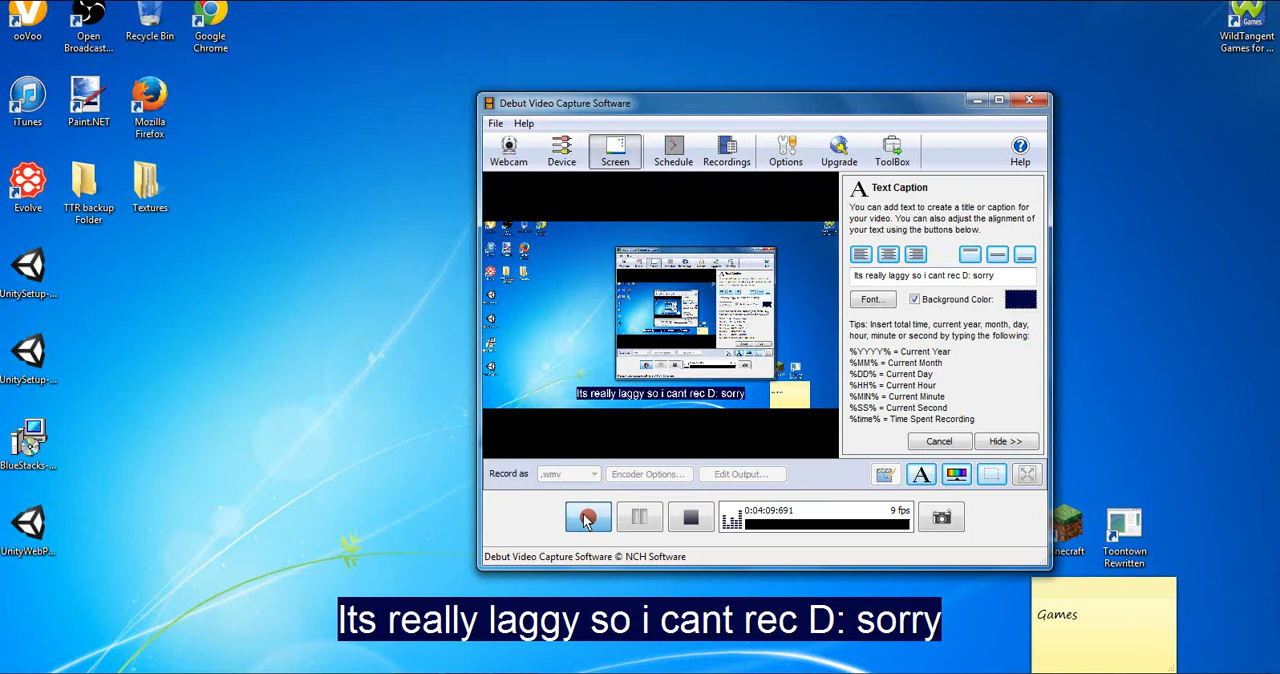 ooVoo
Open
Broadcast...
Recycle Bin
Google
Chrome
WildTangent
Games for ...
Games
iTunes
Paint.NET
Mozilla
Firefox
Evolve
TTR backup
Folder
Textures
UnitySetup-...
UnitySetup-...
BlueStacks-...
UnityWebP...
Debut Video Capture Software
File Help
Webcam Device Screen Schedule Recordings Options Upgrade ToolBox Help
A Text Caption
You can add text to create a title or caption for
your video. You can also adjust the alignment of
your text using the buttons below.
Its really laggy so i cant rec D: sorry
Font... Background Color:
Tips: Insert total time, current year, month, day,
hour, minute or second by typing the following:
%YYYY% = Current Year
%MM% = Current Month
%DD% = Current Day
%HH% = Current Hour
%MIN% = Current Minute
%SS% = Current Second
%time% = Time Spent Recording
Cancel Hide >>
Its really laggy so i cant rec D: sorry
Record as .wmv Encoder Options... Edit Output... A
0:04:09:691 9 fps
Debut Video Capture Software © NCH Software
inecraft
Toontown
Rewritten
Games
Its really laggy so i cant rec D: sorry